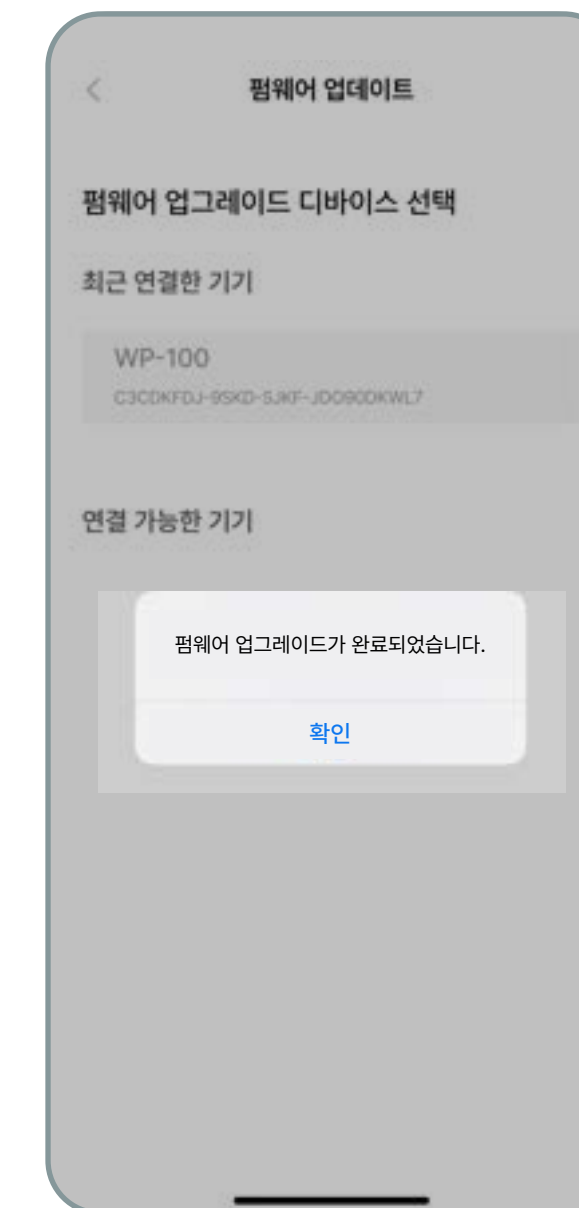 펌웨어 업데이트
펌웨어 업그레이드 디바이스 선택
최근 연결한 기기
WP-100
C3CDKFDJ-9SKD-SJKF-JDO90DKWL7
연결 가능한 기기
펌웨어 업그레이드가 완료되었습니다.
확인